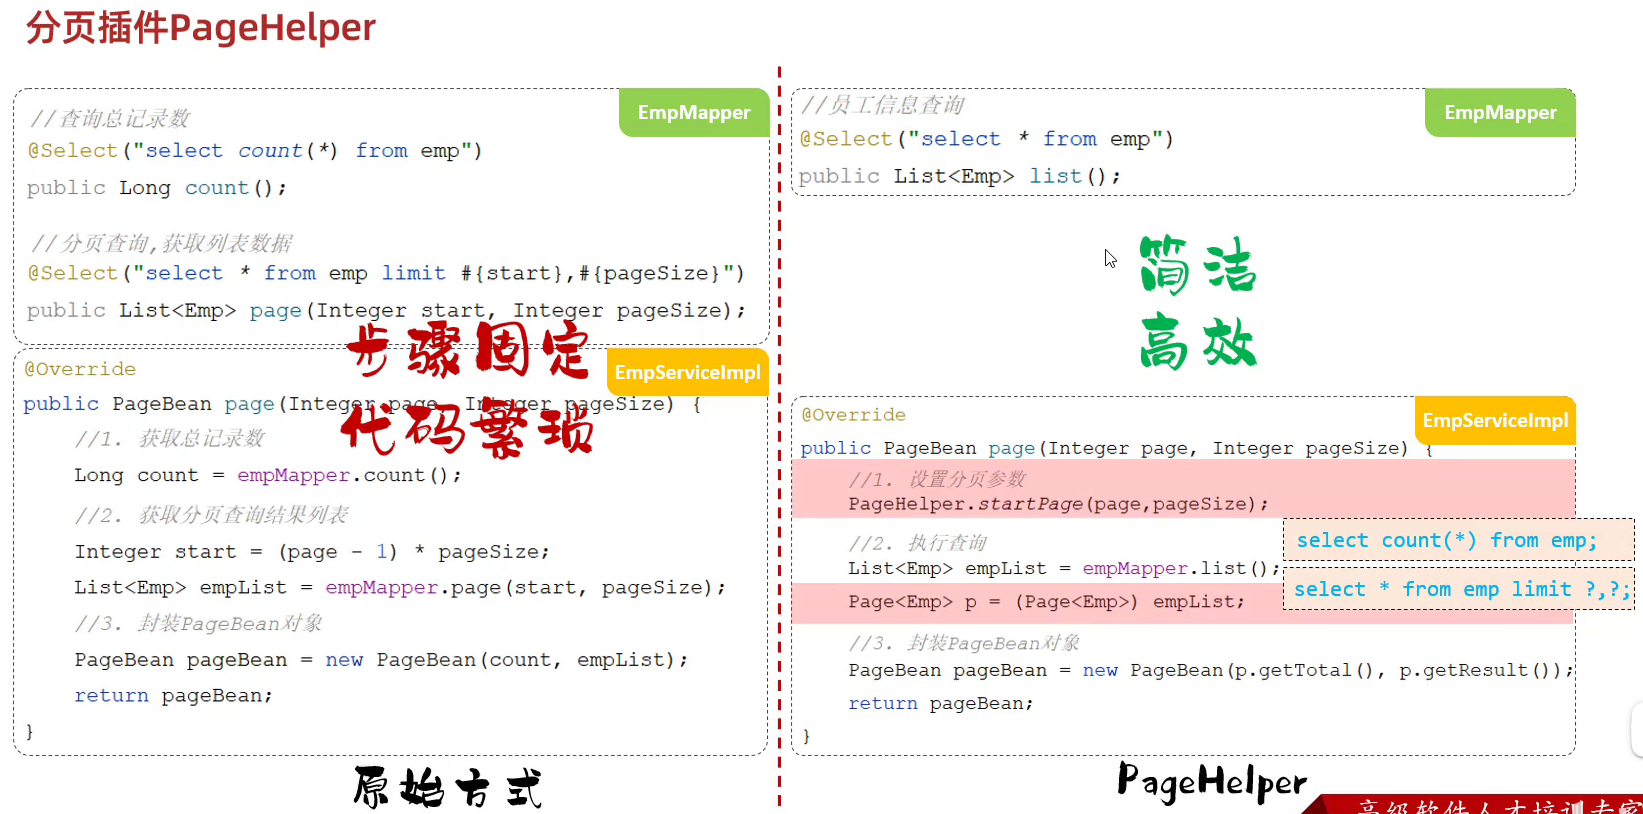 分页插件PageHelper
EmpMapper
//查询总记录数
@Select("select count(*) from emp")
public Long count();
//分页查询,获取列表数据
@Select("select * from emp limit #{start},#{pageSize}")
public List<Emp> page(Integer start, Integer pageSize);
步骤固定
代码繁琐
EmpServiceImpl
@Override
public PageBean page(Integer page, Integer pageSize) {
//1. 获取总记录数
Long count = empMapper.count();
//2. 获取分页查询结果列表
Integer start = (page - 1) * pageSize;
List<Emp> empList = empMapper.page(start, pageSize);
//3. 封装PageBean对象
PageBean pageBean = new PageBean(count, empList);
return pageBean;
}
原始方式
EmpMapper
//员工信息查询
@Select("select * from emp")
public List<Emp> list();
简洁
高效
EmpServiceImpl
@Override
public PageBean page(Integer page, Integer pageSize) {
//1. 设置分页参数
PageHelper.startPage(page,pageSize);
//2. 执行查询
List<Emp> empList = empMapper.list();
Page<Emp> p = (Page<Emp>) empList;
select count(*) from emp;
select * from emp limit ?,?;
//3. 封装PageBean对象
PageBean pageBean = new PageBean(p.getTotal(), p.getResult());
return pageBean;
}
PageHelper
高级软件人才培训专家